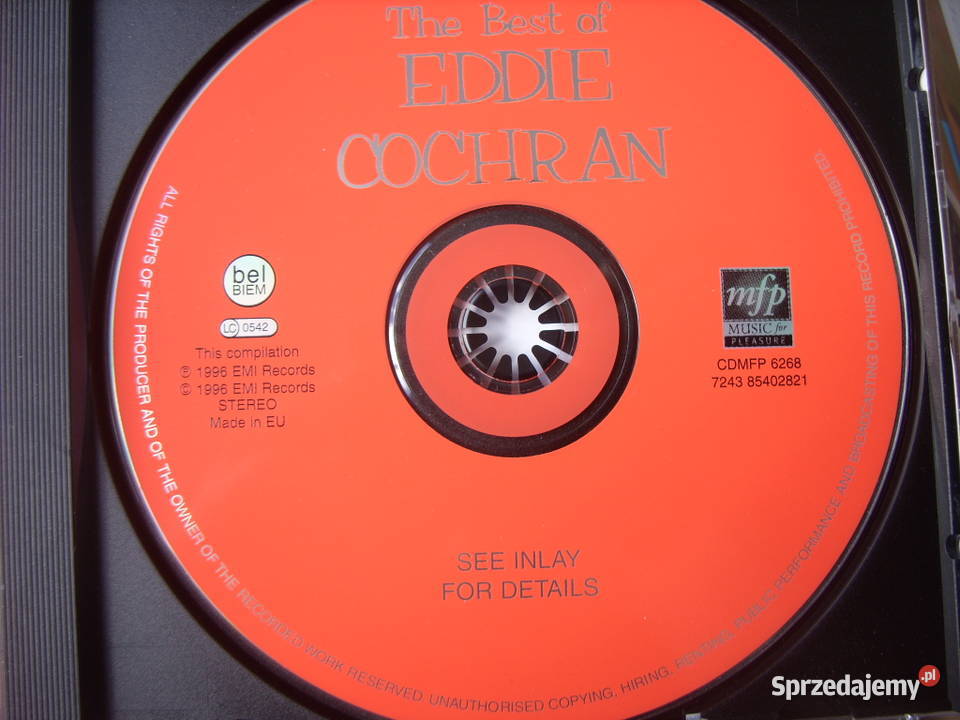 The Best of
EDDIE
COCHRAN
bel
BIEM
LC 0542
This compilation
℗ 1996 EMI Records
© 1996 EMI Records
STEREO
Made in EU
mfp
MUSIC for
PLEASURE
CDMFP 6268
7243 85402821
SEE INLAY
FOR DETAILS
ALL RIGHTS OF THE PRODUCER AND OF THE OWNER OF THE RECORDED WORK RESERVED. UNAUTHORISED COPYING, HIRING, RENTING, PUBLIC PERFORMANCE AND BROADCASTING OF THIS RECORD PROHIBITED.
Sprzedajemy.pl